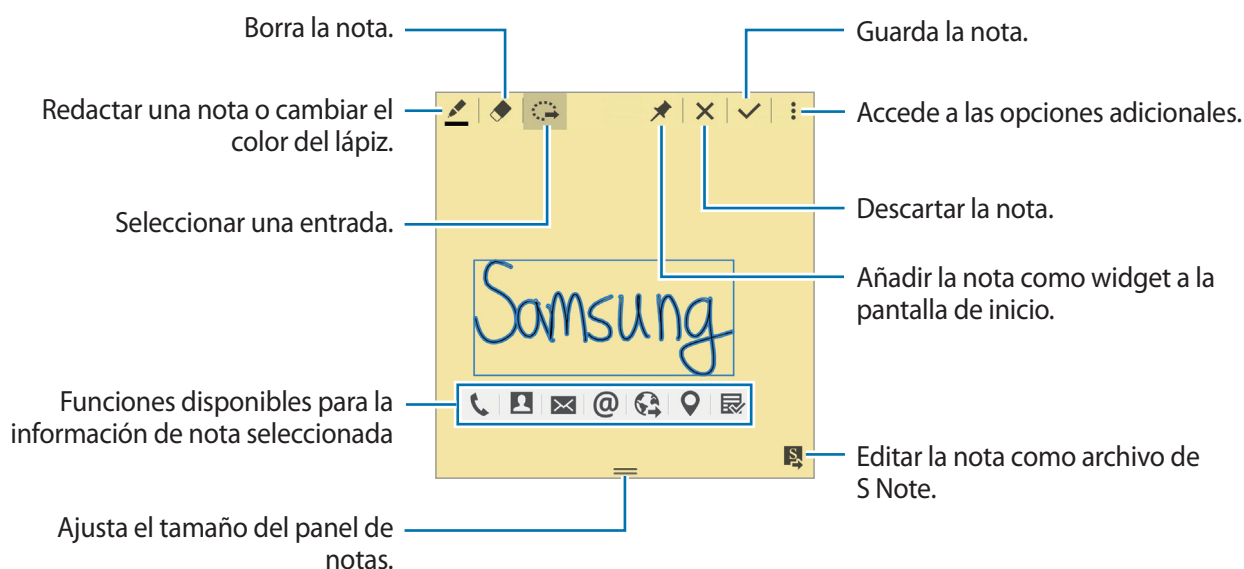 Borra la nota.
Guarda la nota.
Redactar una nota o cambiar el
color del lápiz.
Accede a las opciones adicionales.
Seleccionar una entrada.
Descartar la nota.
Añadir la nota como widget a la
pantalla de inicio.
Samsung
Funciones disponibles para la
información de nota seleccionada
@
S
Editar la nota como archivo de
S Note.
Ajusta el tamaño del panel de
notas.